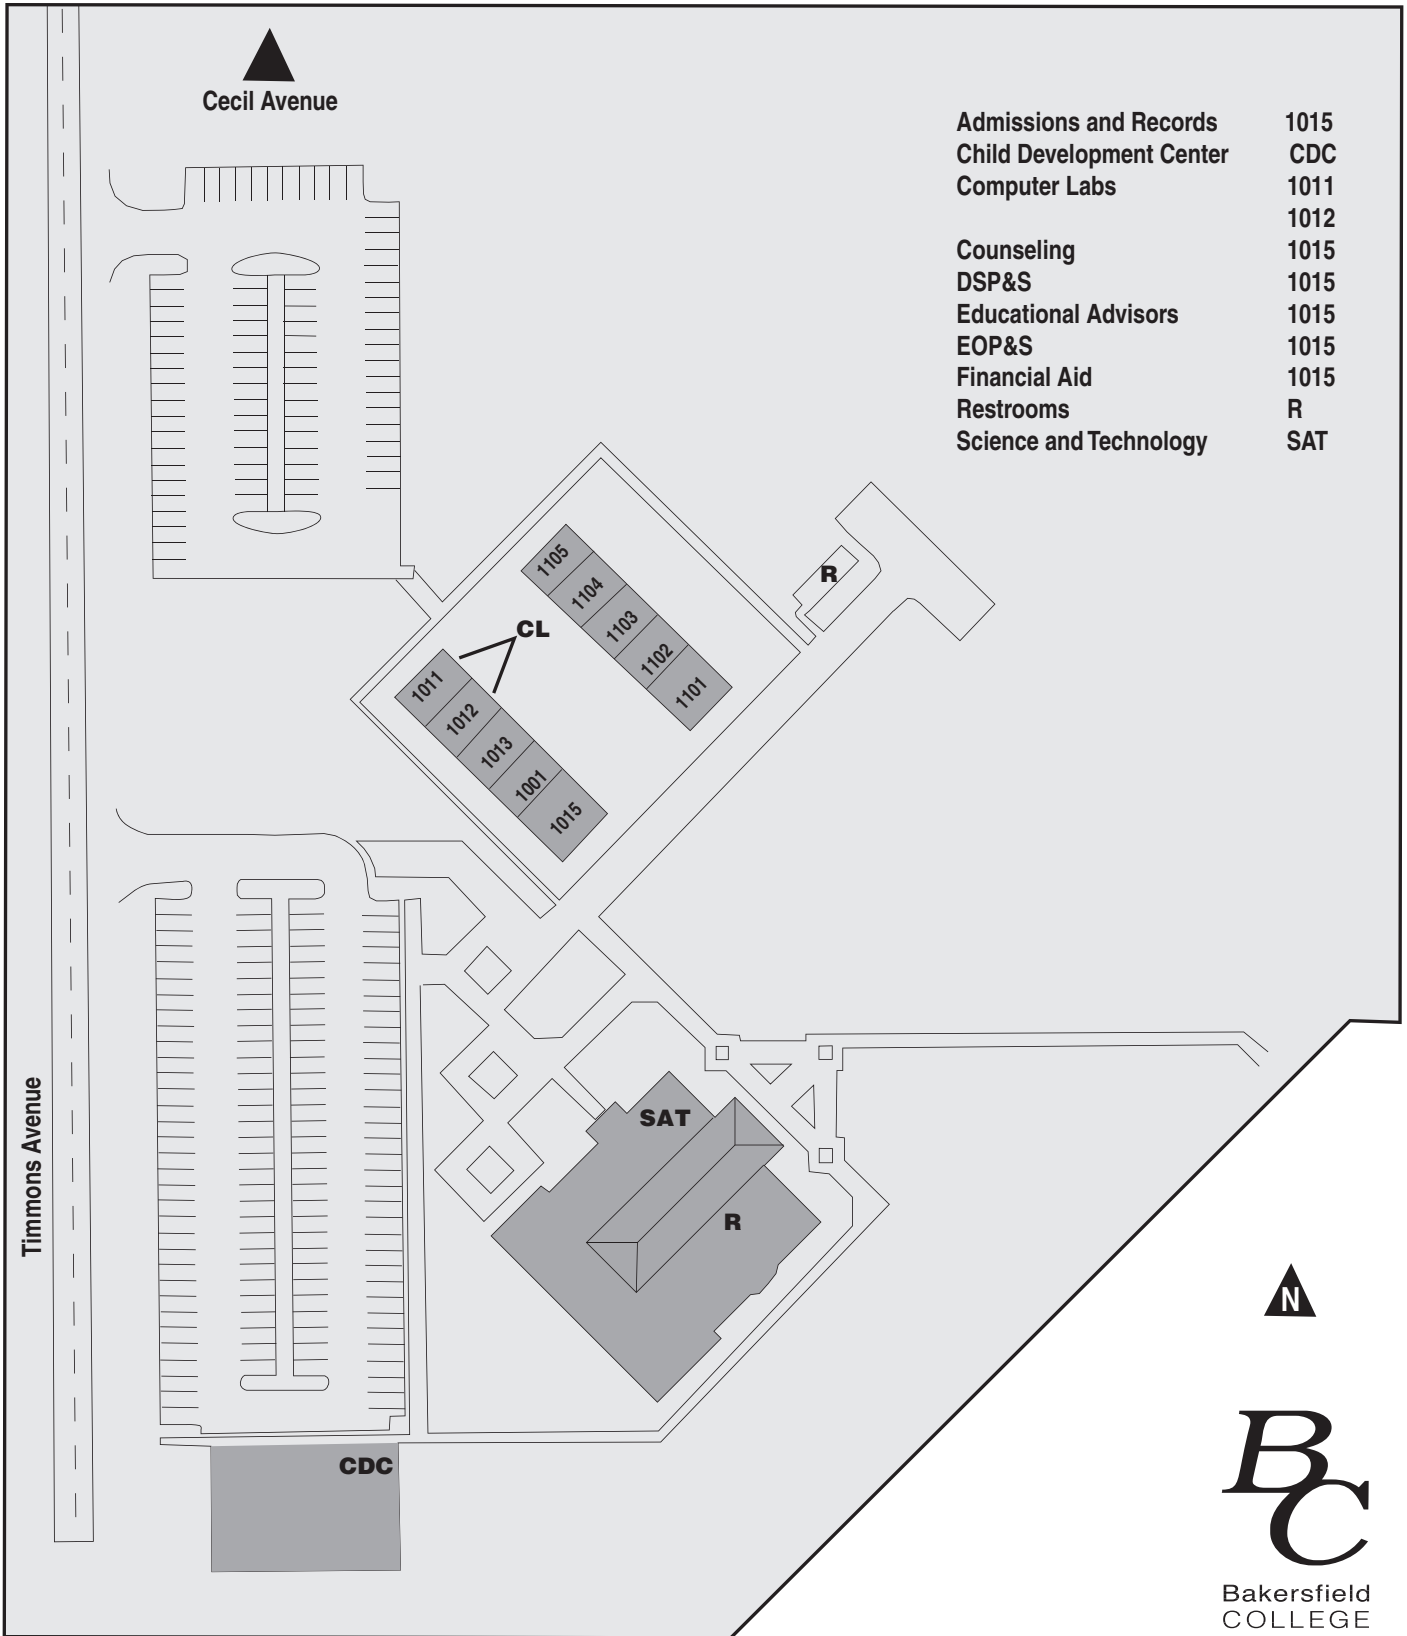 Cecil Avenue
Admissions and Records 1015
Child Development Center CDC
Computer Labs 1011
1012
Counseling 1015
DSP&S 1015
Educational Advisors 1015
EOP&S 1015
Financial Aid 1015
Restrooms R
Science and Technology SAT
1105
1104
1103
1102
1101
R
CL
1011
1012
1013
1001
1015
Timmons Avenue
SAT
R
CDC
N
BC
Bakersfield
COLLEGE